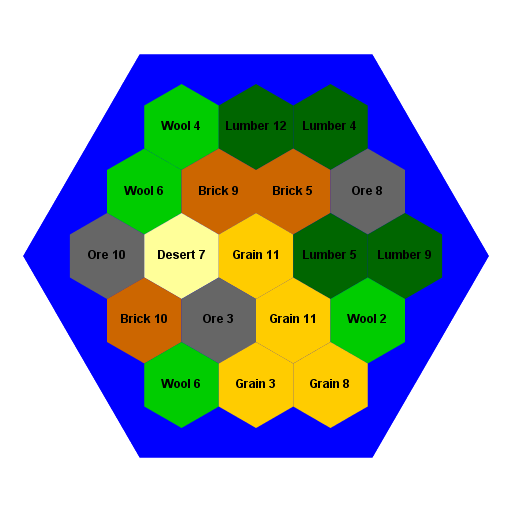 Wool 4 Lumber 12 Lumber 4
Wool 6 Brick 9 Brick 5 Ore 8
Ore 10 Desert 7 Grain 11 Lumber 5 Lumber 9
Brick 10 Ore 3 Grain 11 Wool 2
Wool 6 Grain 3 Grain 8